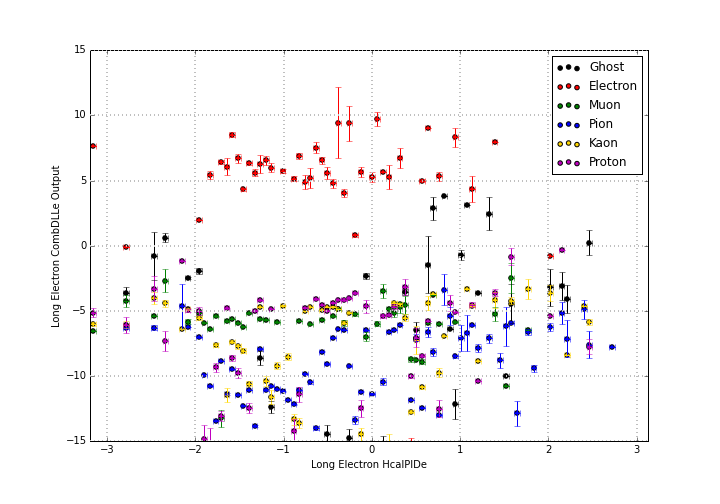 15
10
5
0
−5
−10
−15
−3
−2
−1
0
1
2
3
Long Electron CombDLLe Output
Long Electron HcalPIDe
Ghost
Electron
Muon
Pion
Kaon
Proton